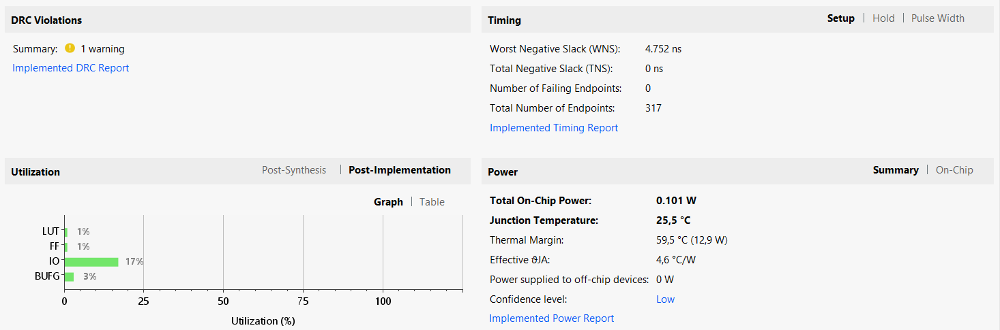 DRC Violations
Summary: 1 warning
Implemented DRC Report
Timing Setup | Hold | Pulse Width
Worst Negative Slack (WNS): 4.752 ns
Total Negative Slack (TNS): 0 ns
Number of Failing Endpoints: 0
Total Number of Endpoints: 317
Implemented Timing Report
Utilization Post-Synthesis | Post-Implementation
Graph | Table
LUT 1%
FF 1%
IO 17%
BUFG 3%
0 25 50 75 100
Utilization (%)
Power Summary | On-Chip
Total On-Chip Power: 0.101 W
Junction Temperature: 25,5 °C
Thermal Margin: 59,5 °C (12,9 W)
Effective ϑJA: 4,6 °C/W
Power supplied to off-chip devices: 0 W
Confidence level: Low
Implemented Power Report